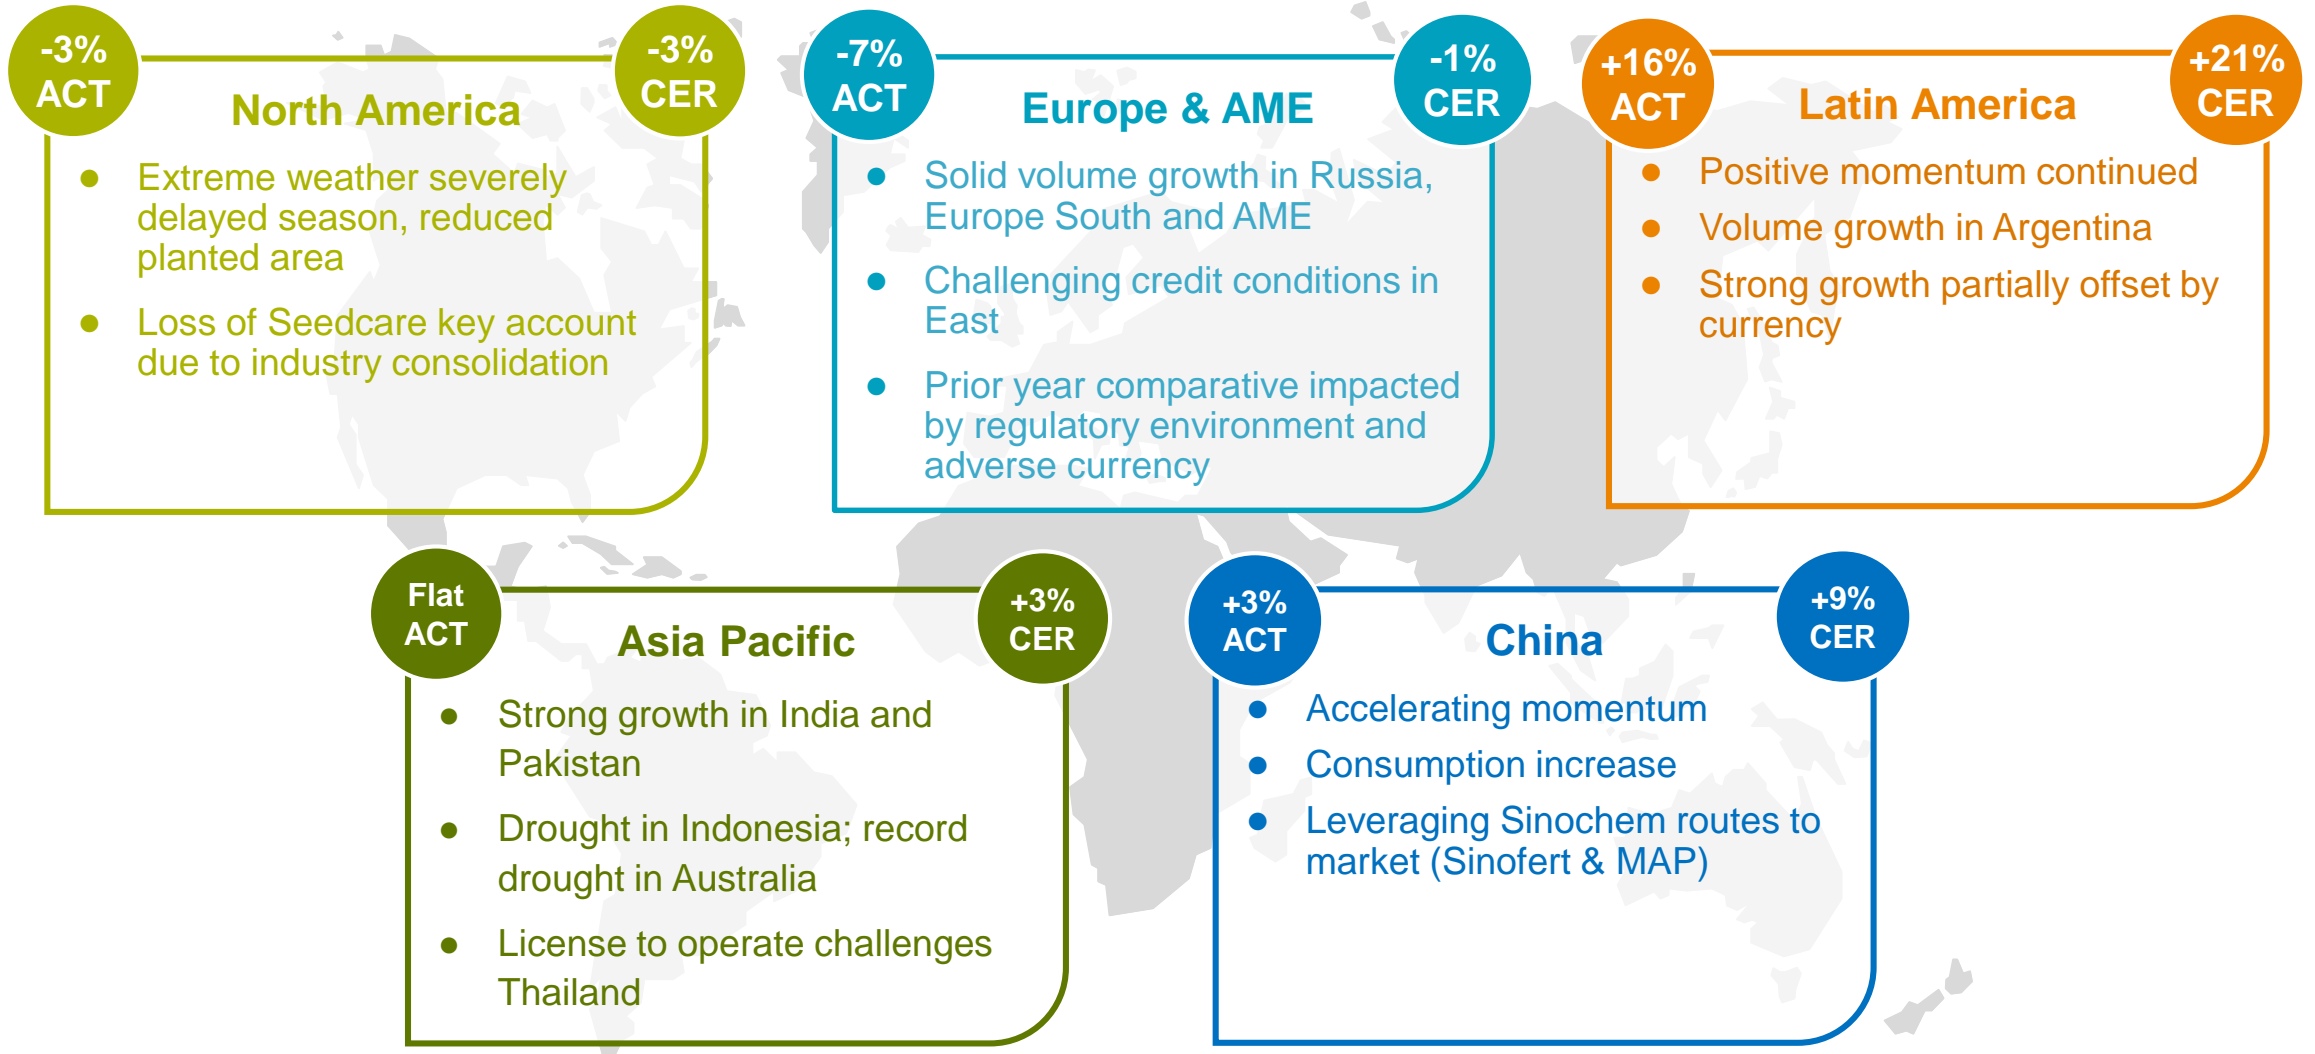 -3%
ACT
North America
-3%
CER
● Extreme weather severely
delayed season, reduced
planted area
● Loss of Seedcare key account
due to industry consolidation
-7%
ACT
Europe & AME
-1%
CER
● Solid volume growth in Russia,
Europe South and AME
● Challenging credit conditions in
East
● Prior year comparative impacted
by regulatory environment and
adverse currency
+16%
ACT
Latin America
+21%
CER
● Positive momentum continued
● Volume growth in Argentina
● Strong growth partially offset by
currency
Flat
ACT
Asia Pacific
+3%
CER
● Strong growth in India and
Pakistan
● Drought in Indonesia; record
drought in Australia
● License to operate challenges
Thailand
+3%
ACT
China
+9%
CER
● Accelerating momentum
● Consumption increase
● Leveraging Sinochem routes to
market (Sinofert & MAP)